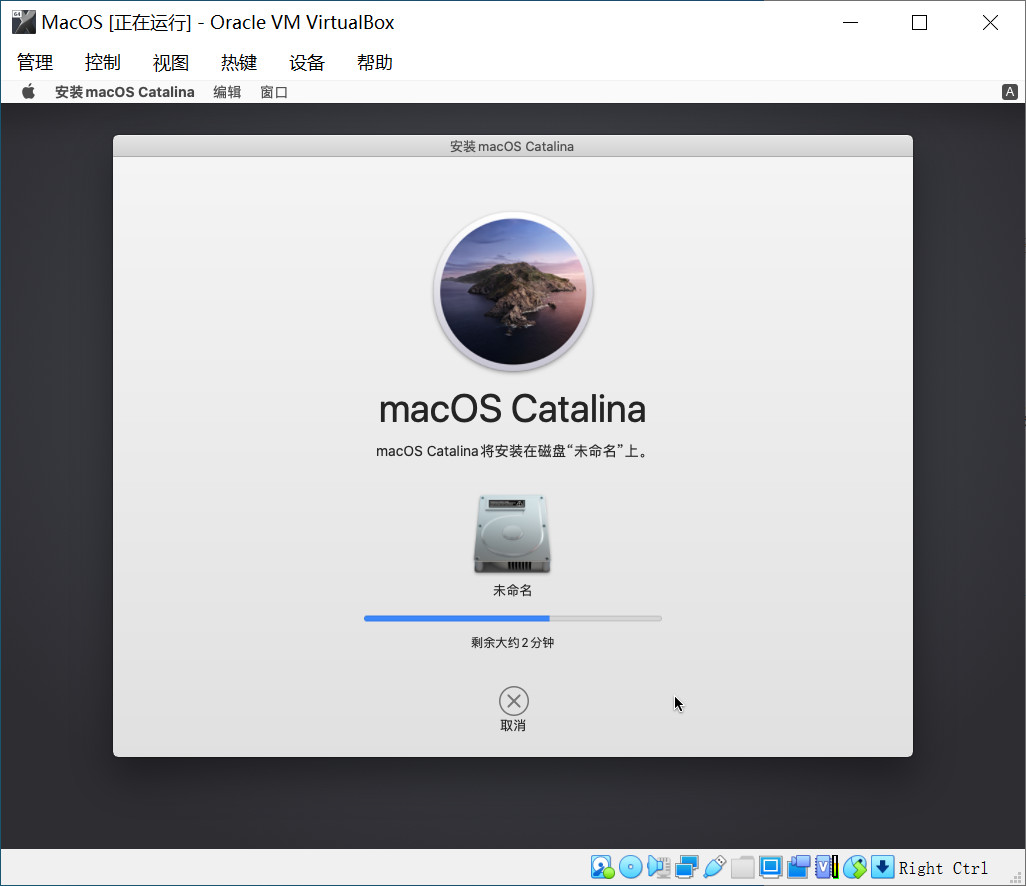 MacOS [正在运行] - Oracle VM VirtualBox
管理 控制 视图 热键 设备 帮助
安装macOS Catalina 编辑 窗口 A
安装macOS Catalina
macOS Catalina
macOS Catalina将安装在磁盘“未命名”上。
未命名
剩余大约2分钟
取消
Right Ctrl